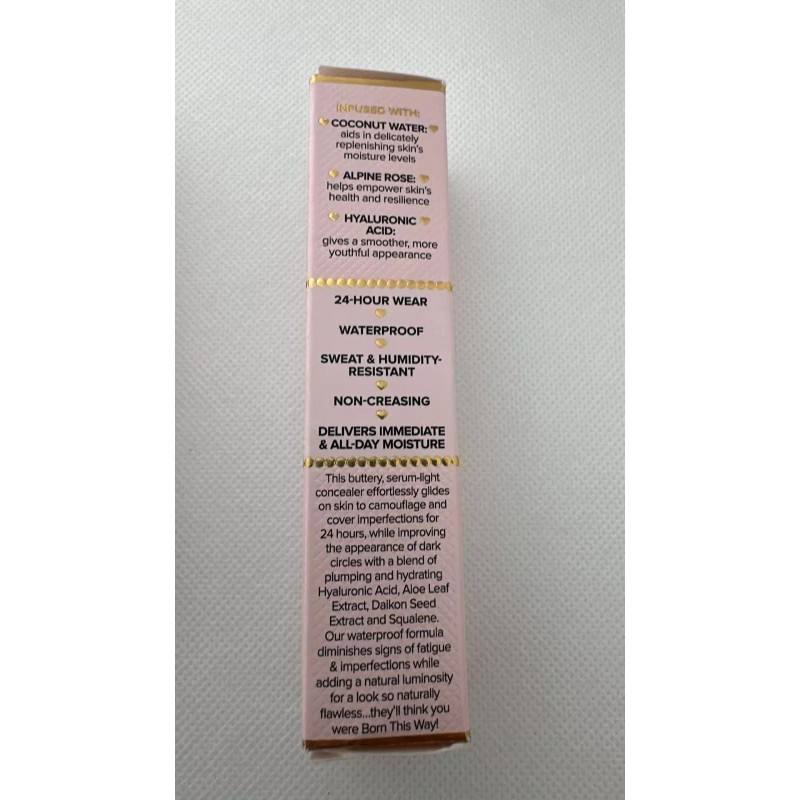 INFUSED WITH:
COCONUT WATER:
aids in delicately
replenishing skin's
moisture levels
ALPINE ROSE:
helps empower skin's
health and resilience
HYALURONIC
ACID:
gives a smoother, more
youthful appearance
24-HOUR WEAR
WATERPROOF
SWEAT & HUMIDITY-
RESISTANT
NON-CREASING
DELIVERS IMMEDIATE
& ALL-DAY MOISTURE
This buttery, serum-light
concealer effortlessly glides
on skin to camouflage and
cover imperfections for
24 hours, while improving
the appearance of dark
circles with a blend of
plumping and hydrating
Hyaluronic Acid, Aloe Leaf
Extract, Daikon Seed
Extract and Squalene.
Our waterproof formula
diminishes signs of fatigue
& imperfections while
adding a natural luminosity
for a look so naturally
flawless...they'll think you
were Born This Way!